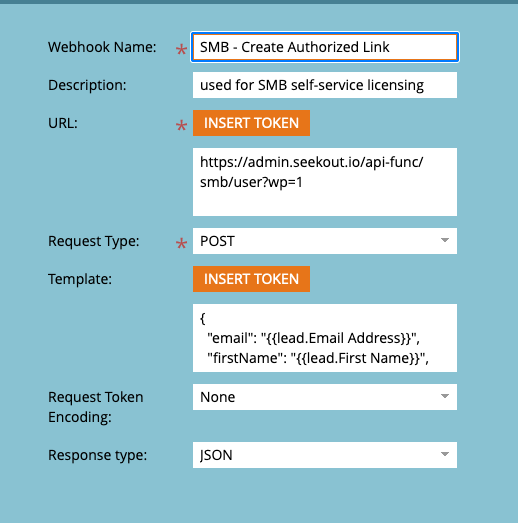 Webhook Name: * SMB - Create Authorized Link
Description: used for SMB self-service licensing
URL: * INSERT TOKEN
https://admin.seekout.io/api-func/
smb/user?wp=1
Request Type: * POST
Template: INSERT TOKEN
{
"email": "{{lead.Email Address}}",
"firstName": "{{lead.First Name}}",
Request Token None
Encoding:
Response type: JSON